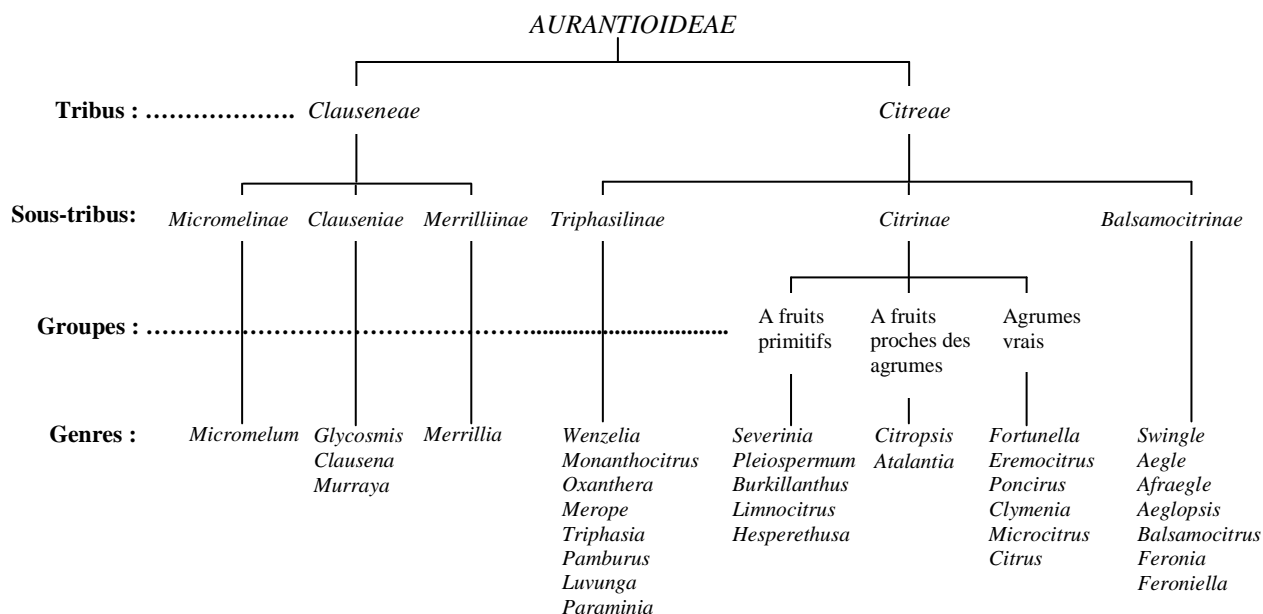 AURANTIOIDEAE
Tribus : ................... Clauseneae Citreae
Sous-tribus: Micromelinae Clauseniae Merrilliinae Triphasilinae Citrinae Balsamocitrinae
Groupes : ........................................................................................ A fruits primitifs A fruits proches des agrumes Agrumes vrais
Genres : Micromelum Glycosmis Merrillia Wenzelia Severinia Citropsis Fortunella Swingle
Clausena Monanthocitrus Pleiospermum Atalantia Eremocitrus Aegle
Murraya Oxanthera Burkillanthus Poncirus Afraegle
Merope Limnocitrus Clymenia Aeglopsis
Triphasia Hesperethusa Microcitrus Balsamocitrus
Pamburus Citrus Feronia
Luvunga Feroniella
Paraminia